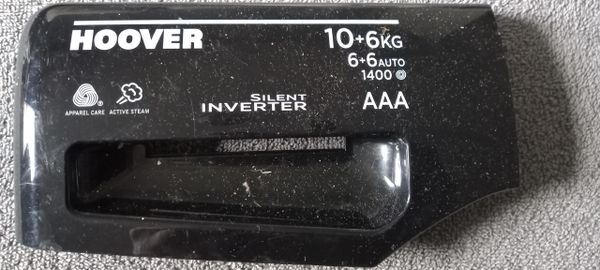 HOOVER
10+6KG
6+6AUTO
1400
SILENT
INVERTER
AAA
APPAREL CARE
ACTIVE STEAM